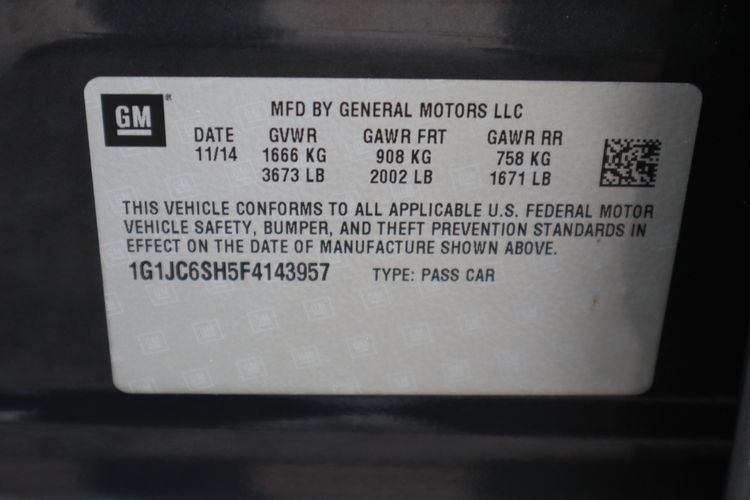 GM®
MFD BY GENERAL MOTORS LLC
DATE GVWR GAWR FRT GAWR RR
11/14 1666 KG 908 KG 758 KG
3673 LB 2002 LB 1671 LB
THIS VEHICLE CONFORMS TO ALL APPLICABLE U.S. FEDERAL MOTOR
VEHICLE SAFETY, BUMPER, AND THEFT PREVENTION STANDARDS IN
EFFECT ON THE DATE OF MANUFACTURE SHOWN ABOVE.
1G1JC6SH5F4143957 TYPE: PASS CAR